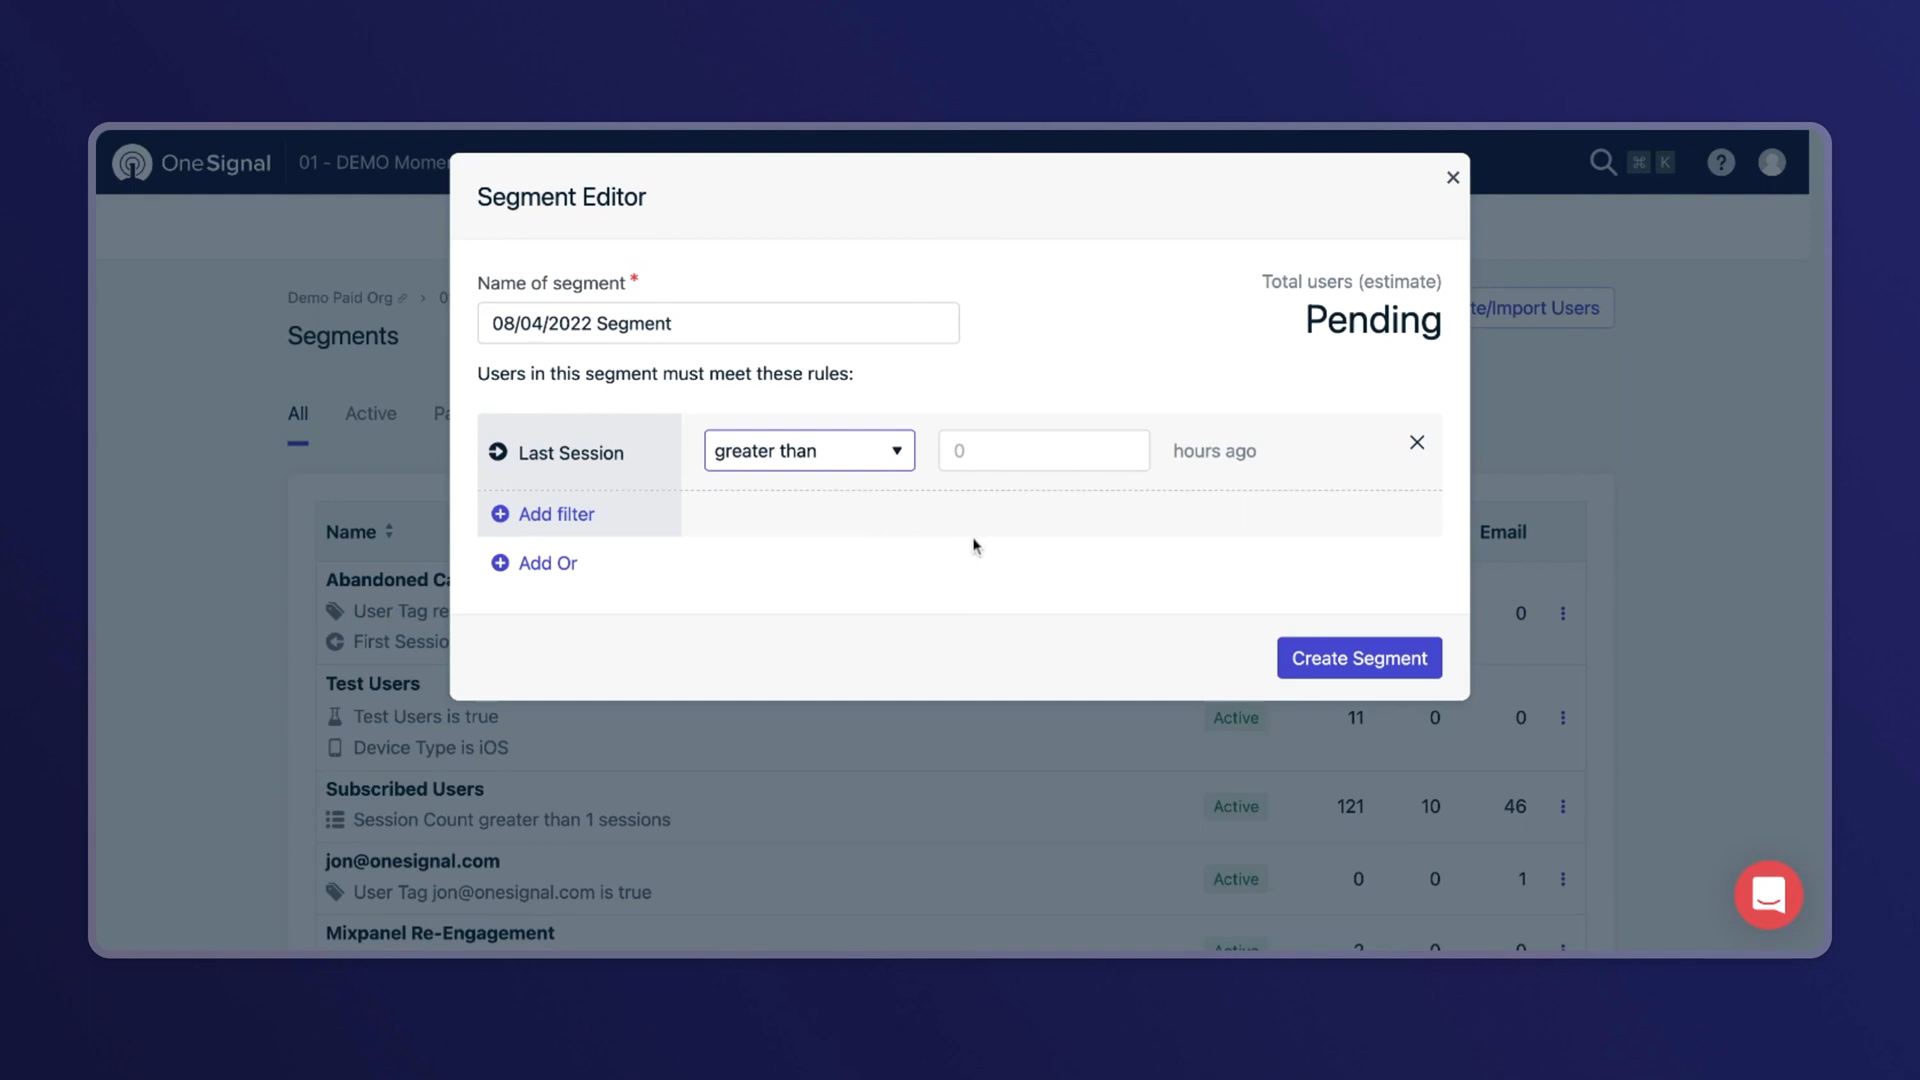 OneSignal
01 - DEMO Mome
⌘ K
?
Segment Editor
Name of segment *
08/04/2022 Segment
Total users (estimate)
Pending
Users in this segment must meet these rules:
Last Session
greater than
0
hours ago
Add filter
Add Or
Create Segment
Demo Paid Org > 0
te/Import Users
Segments
All
Active
Pa
Name
Email
Abandoned Ca
User Tag re
First Sessio
0
Test Users
Test Users is true
Device Type is iOS
Active
11
0
0
Subscribed Users
Session Count greater than 1 sessions
Active
121
10
46
jon@onesignal.com
User Tag jon@onesignal.com is true
Active
0
0
1
Mixpanel Re-Engagement